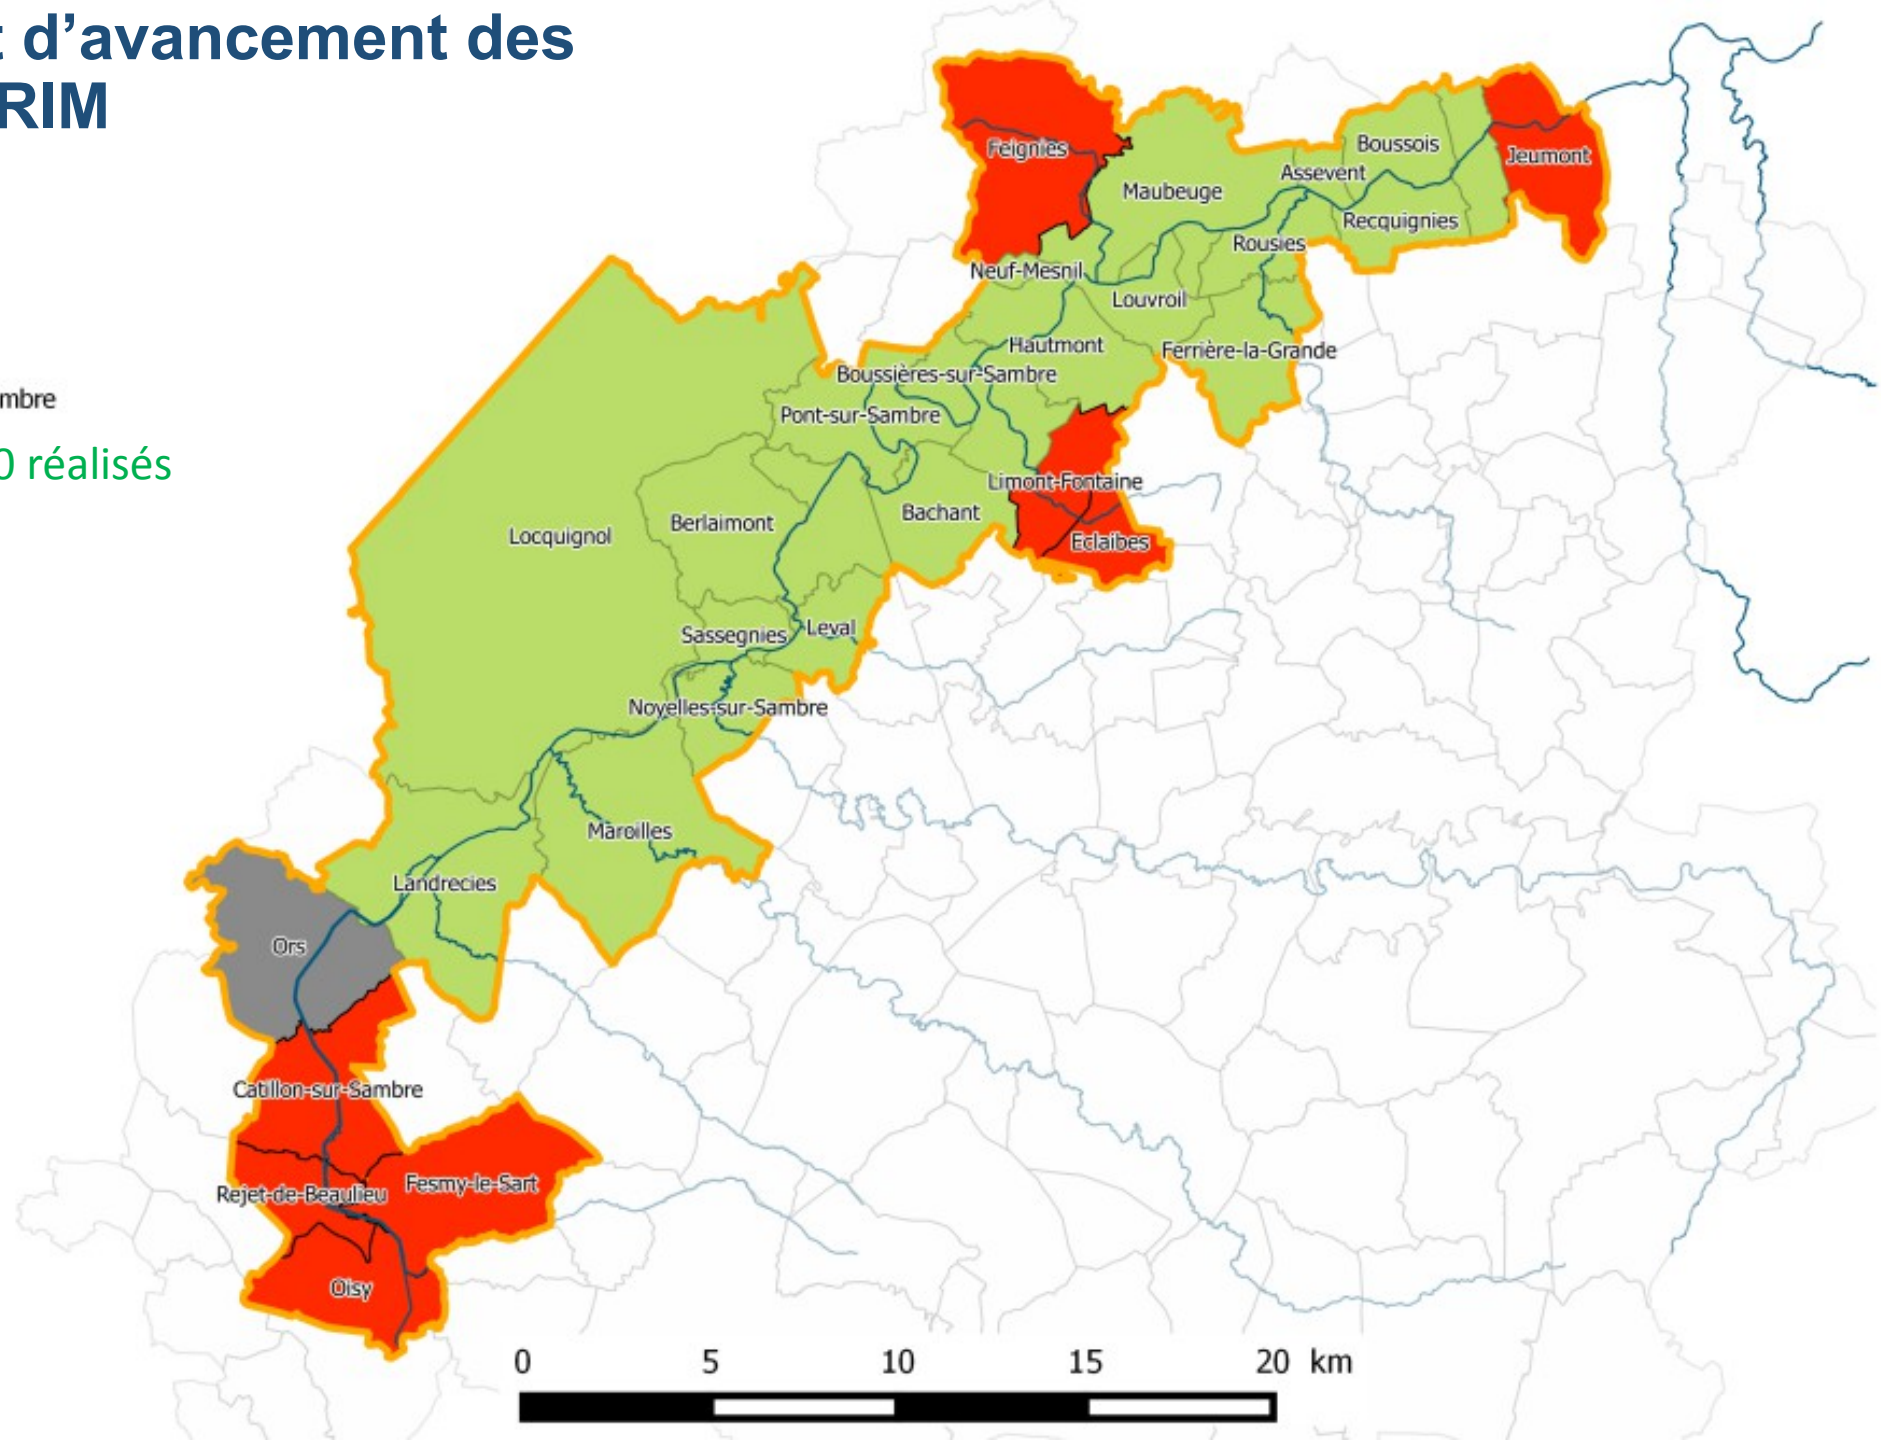 t d’avancement des
RIM
mbre
0 réalisés
Feignies
Jeumont
Boussois
Assevent
Maubeuge
Recquignies
Rousies
Neuf-Mesnil
Louvroil
Hautmont
Ferrière-la-Grande
Boussières-sur-Sambre
Pont-sur-Sambre
Limont-Fontaine
Bachant
Berlaimont
Locquignol
Eclaibes
Sassegnies
Leval
Noyelles-sur-Sambre
Maroilles
Landrecies
Ors
Catillon-sur-Sambre
Fesmy-le-Sart
Rejet-de-Beaulieu
Oisy
0 5 10 15 20 km